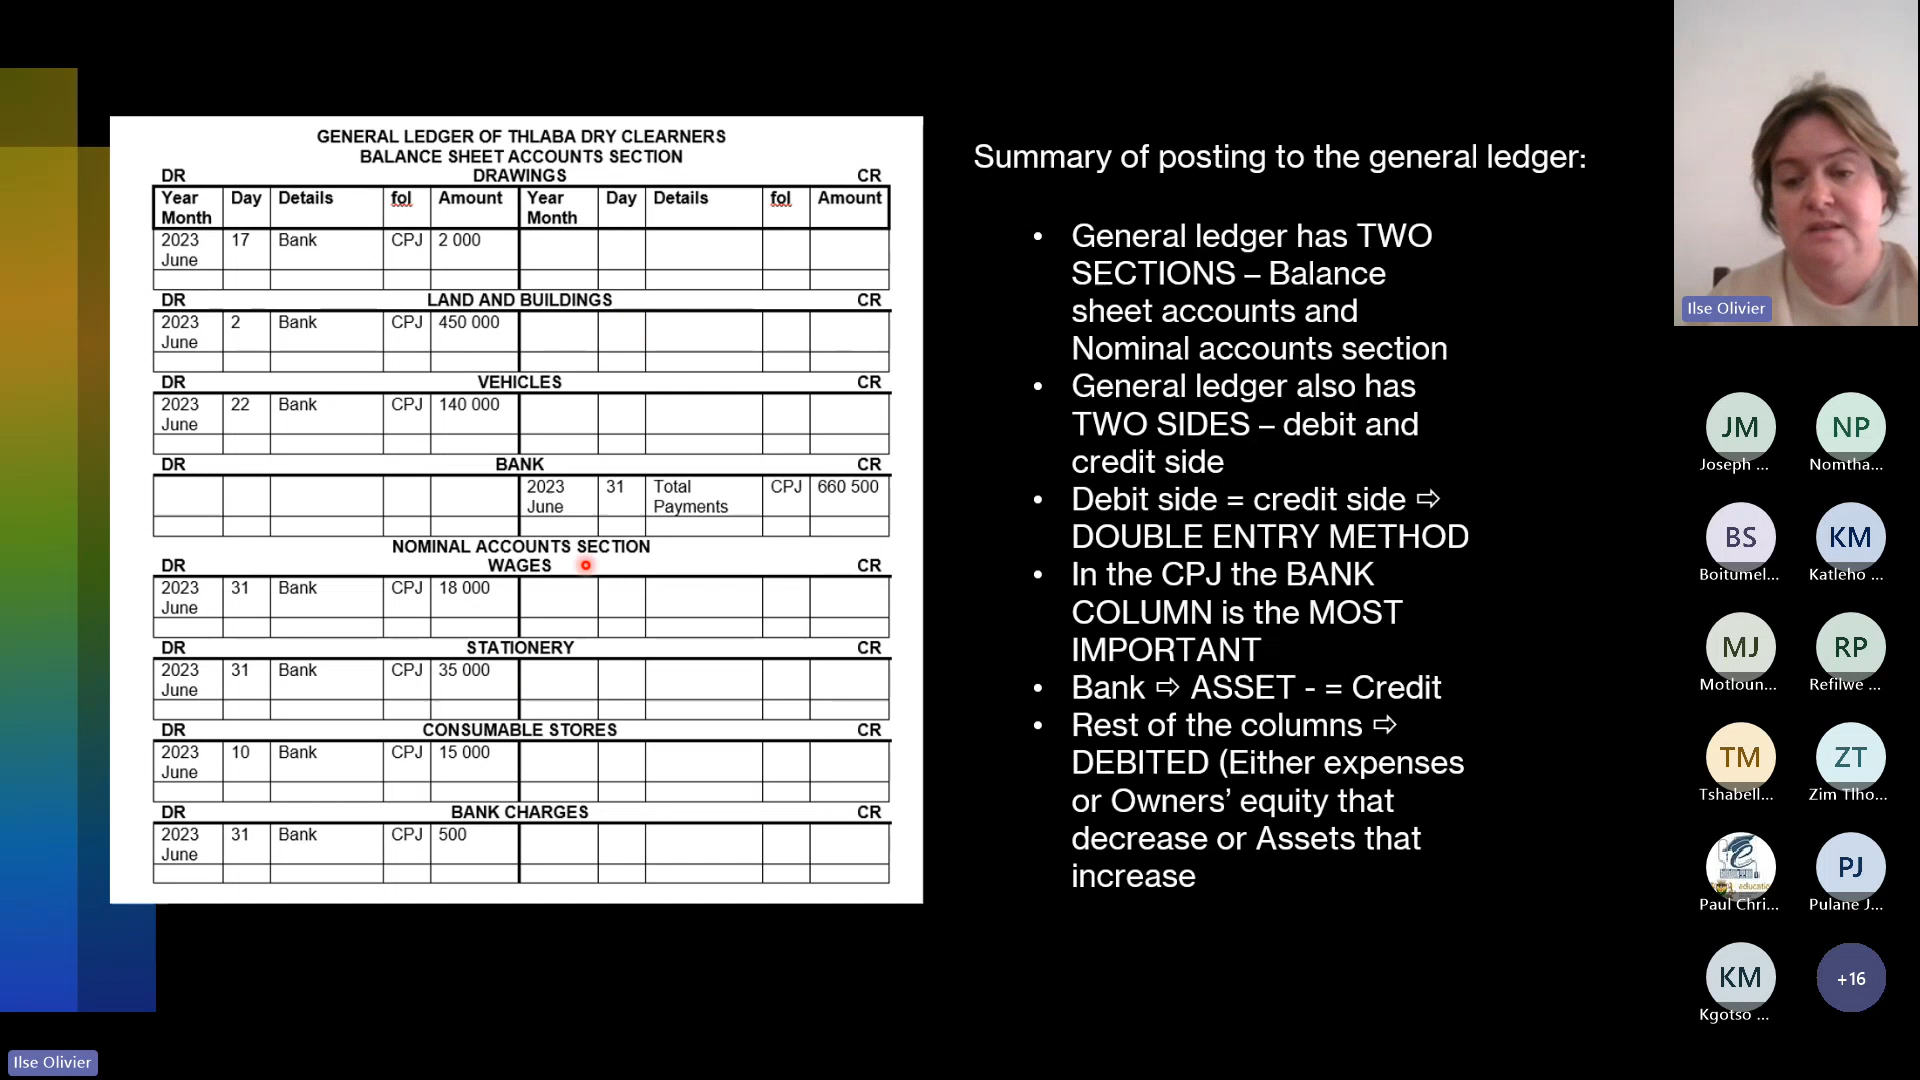 GENERAL LEDGER OF THLABA DRY CLEARNERS
BALANCE SHEET ACCOUNTS SECTION
DR DRAWINGS CR
Year Month Day Details fol Amount Year Month Day Details fol Amount
2023 June 17 Bank CPJ 2 000
DR LAND AND BUILDINGS CR
2023 June 2 Bank CPJ 450 000
DR VEHICLES CR
2023 June 22 Bank CPJ 140 000
DR BANK CR
2023 June 31 Total Payments CPJ 660 500
NOMINAL ACCOUNTS SECTION
DR WAGES CR
2023 June 31 Bank CPJ 18 000
DR STATIONERY CR
2023 June 31 Bank CPJ 35 000
DR CONSUMABLE STORES CR
2023 June 10 Bank CPJ 15 000
DR BANK CHARGES CR
2023 June 31 Bank CPJ 500
Summary of posting to the general ledger:
• General ledger has TWO
SECTIONS – Balance
sheet accounts and
Nominal accounts section
• General ledger also has
TWO SIDES – debit and
credit side
• Debit side = credit side ⇨
DOUBLE ENTRY METHOD
• In the CPJ the BANK
COLUMN is the MOST
IMPORTANT
• Bank ⇨ ASSET - = Credit
• Rest of the columns ⇨
DEBITED (Either expenses
or Owners’ equity that
decrease or Assets that
increase
Ilse Olivier
JM NP
Joseph ... Nomtha...
BS KM
Boitumel... Katleho ...
MJ RP
Motloun... Refilwe ...
TM ZT
Tshabell... Zim Tlho...
PJ
Paul Chri... Pulane J...
KM +16
Kgotso ...
Ilse Olivier